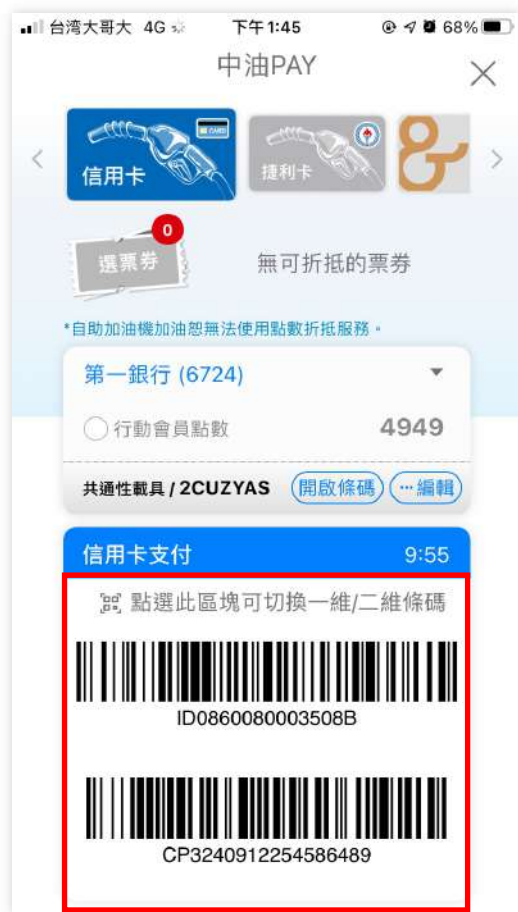 台灣大哥大 4G 下午1:45 68%
中油PAY
CARD
信用卡
捷利卡
0
選票券
無可折抵的票券
*自助加油機加油恕無法使用點數折抵服務。
第一銀行 (6724)
行動會員點數 4949
共通性載具 / 2CUZYAS 開啟條碼 ···編輯
信用卡支付 9:55
點選此區塊可切換一維/二維條碼
ID0860080003508B
CP3240912254586489